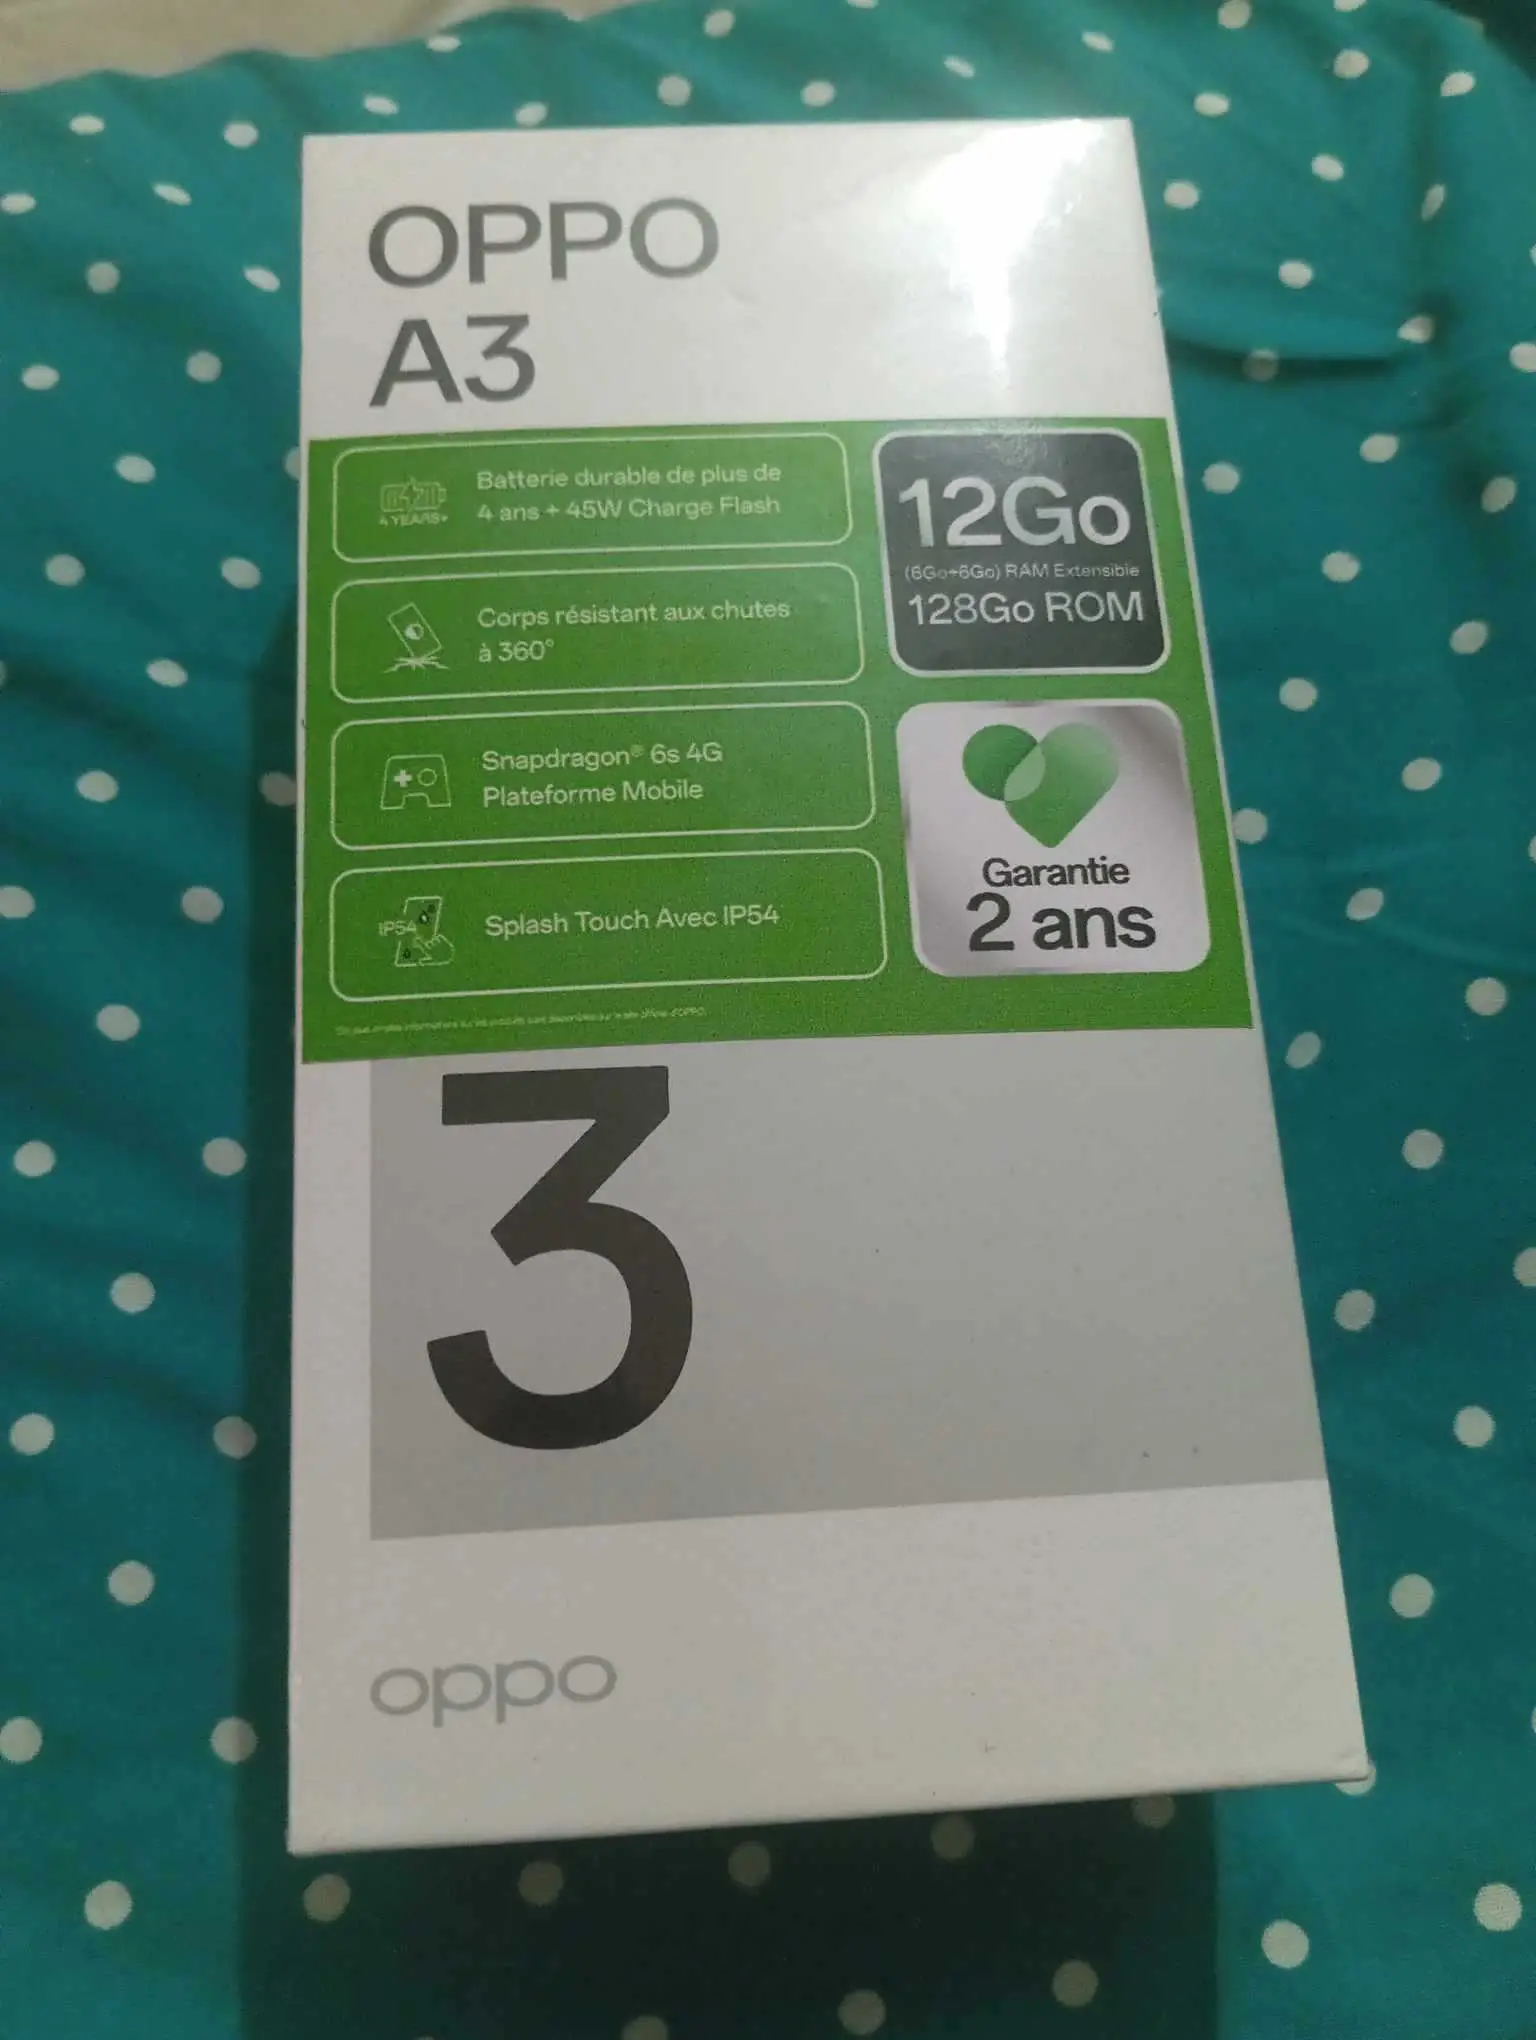 OPPO
A3
4 YEARS+
Batterie durable de plus de
4 ans + 45W Charge Flash
Corps résistant aux chutes
à 360°
Snapdragon® 6s 4G
Plateforme Mobile
IP54
Splash Touch Avec IP54
12Go
(6Go+6Go) RAM Extensible
128Go ROM
Garantie
2 ans
3
oppo